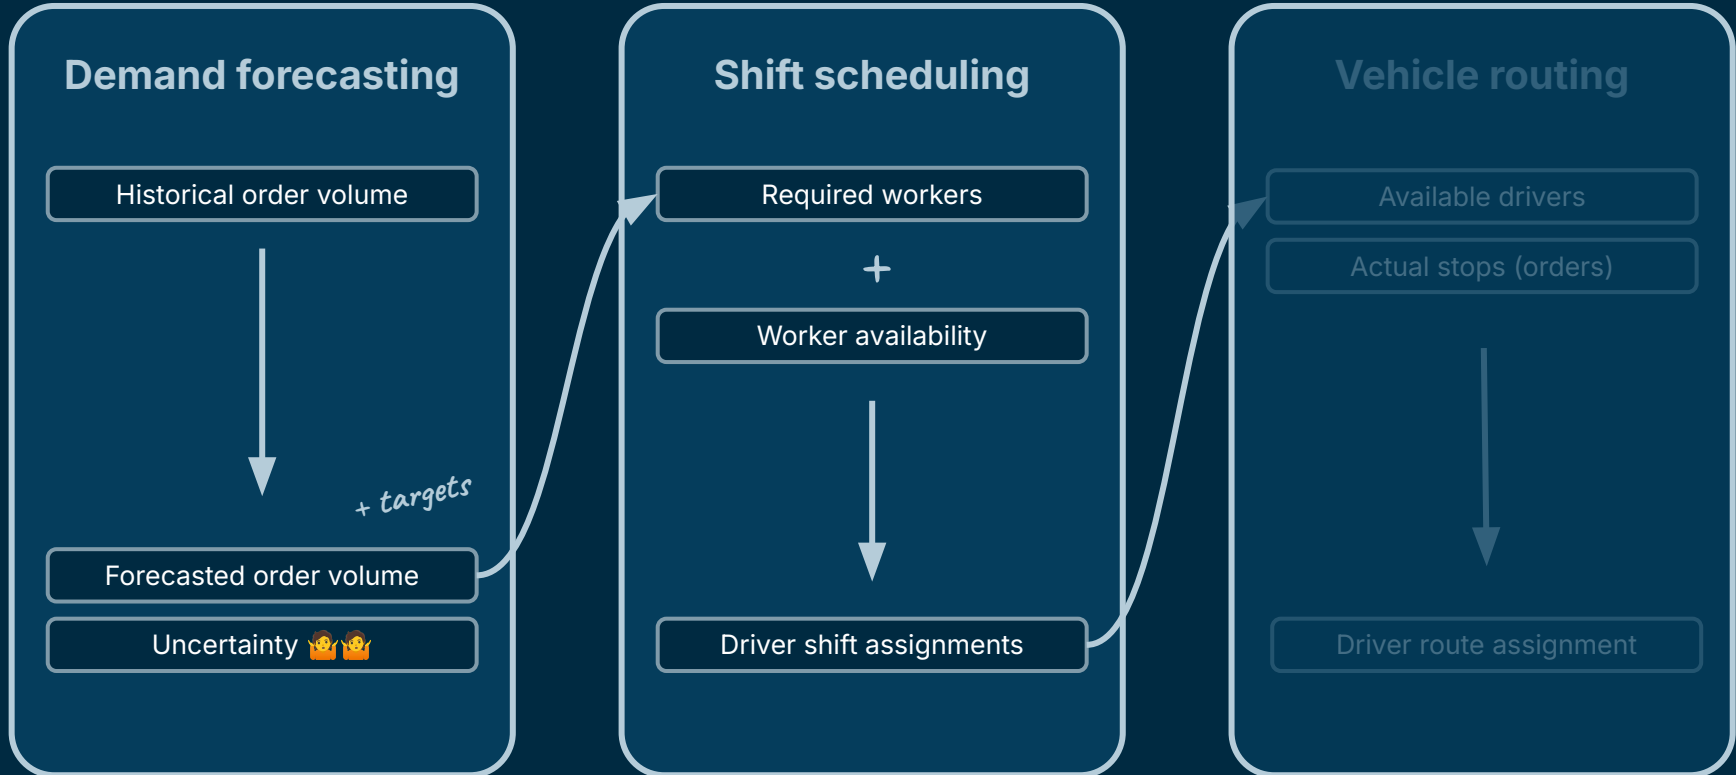 Demand forecasting
Historical order volume
+ targets
Forecasted order volume
Uncertainty 🤷🤷
Shift scheduling
Required workers
+
Worker availability
Driver shift assignments
Vehicle routing
Available drivers
Actual stops (orders)
Driver route assignment